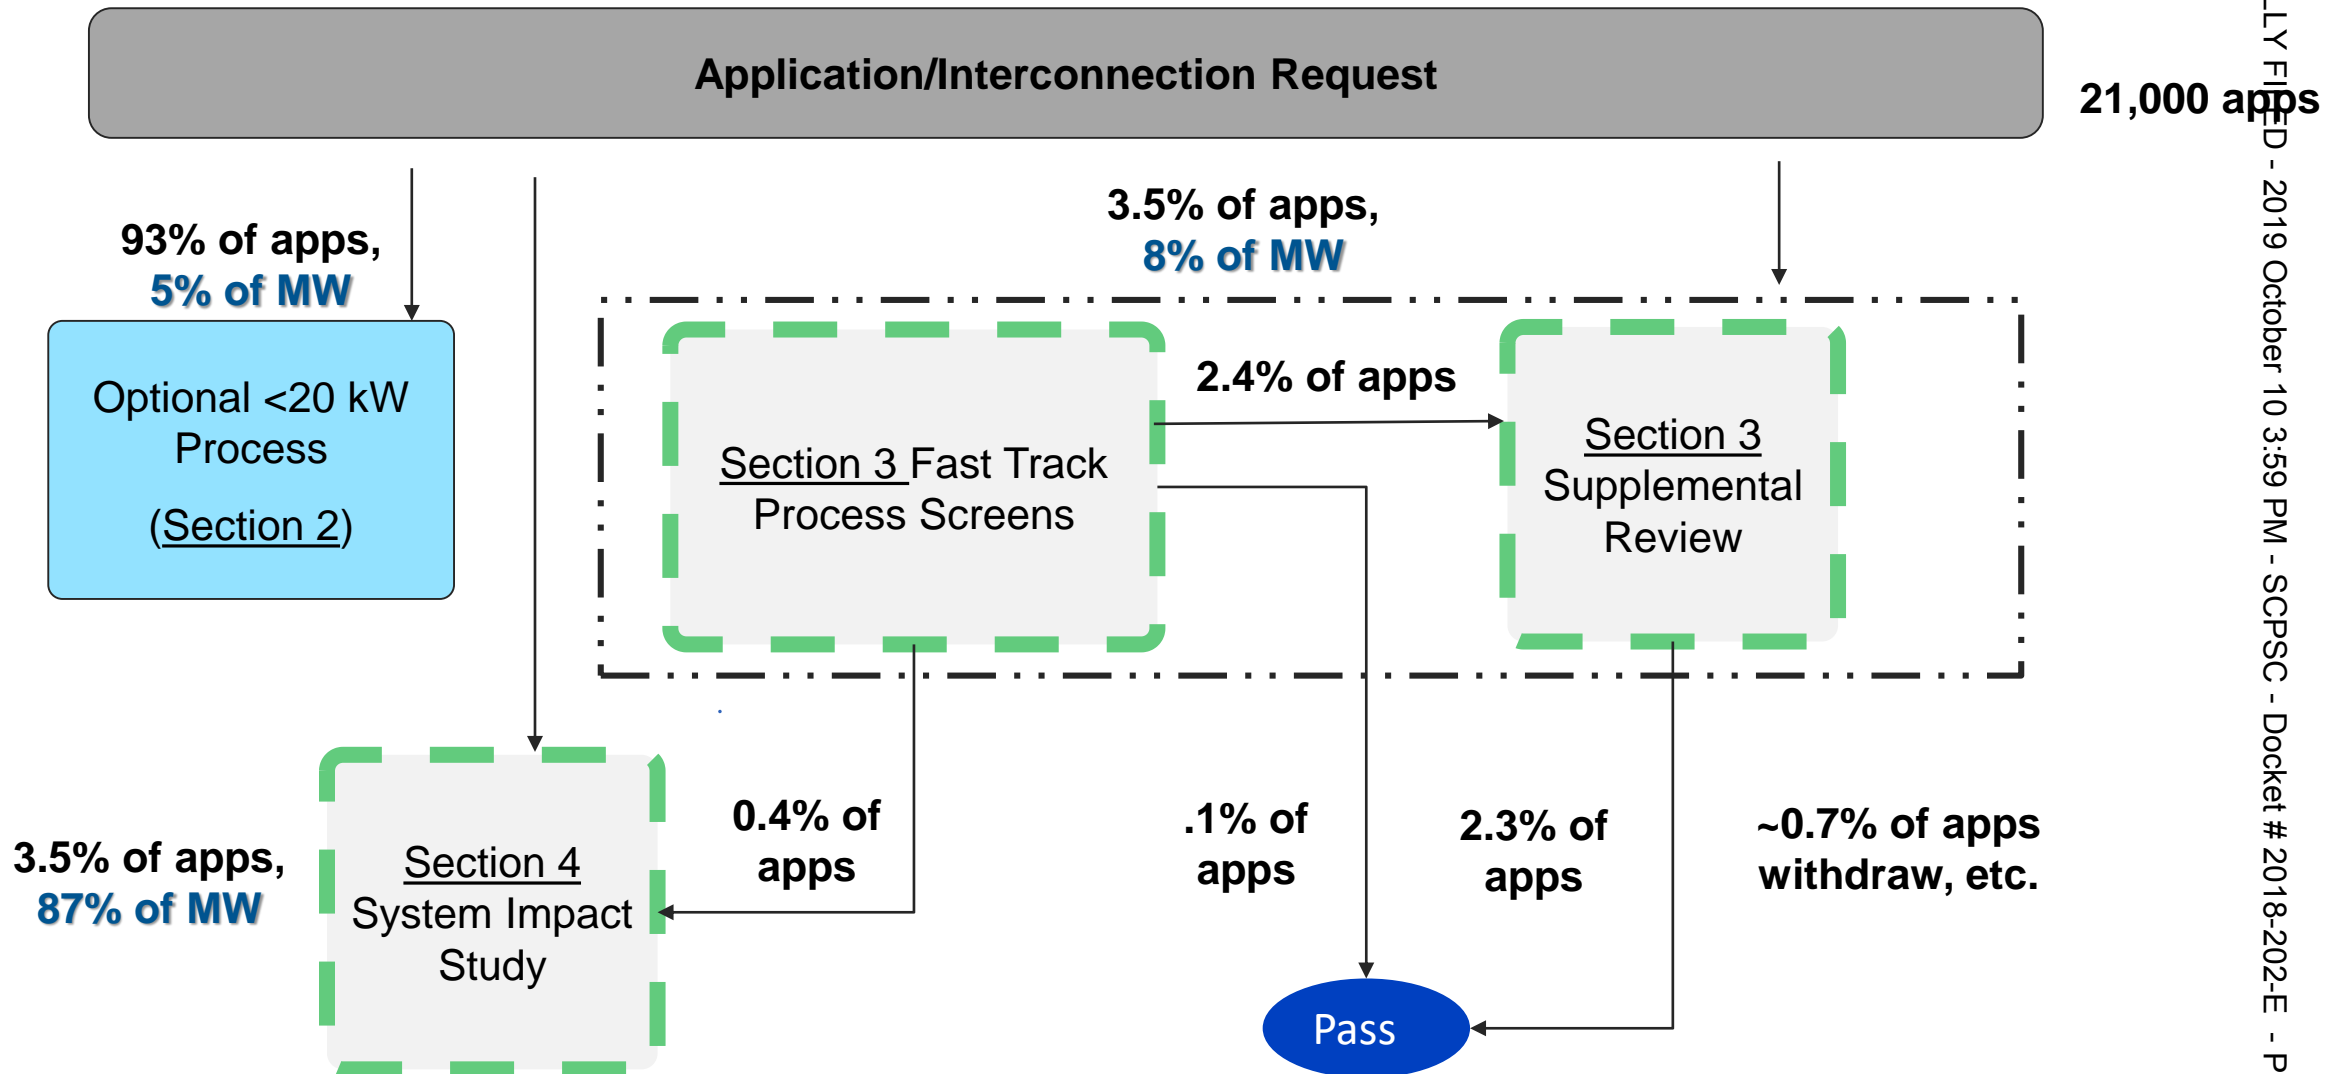 Application/Interconnection Request
21,000 apps
93% of apps,
5% of MW
3.5% of apps,
8% of MW
Optional <20 kW
Process
(Section 2)
Section 3 Fast Track
Process Screens
2.4% of apps
Section 3
Supplemental
Review
3.5% of apps,
87% of MW
Section 4
System Impact
Study
0.4% of
apps
.1% of
apps
2.3% of
apps
~0.7% of apps
withdraw, etc.
Pass
LLY FILED - 2019 October 10 3:59 PM - SCPSC - Docket # 2018-202-E - P